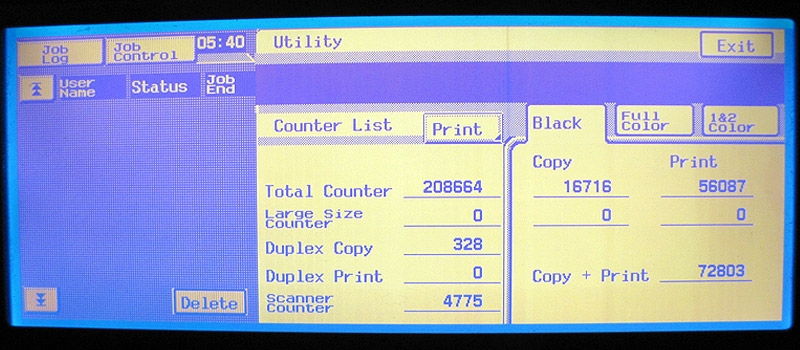 Job Log
Job Control
05:40
Utility
Exit
User Name
Status
Job End
Counter List
Print
Black
Full Color
1&2 Color
Copy
Print
Total Counter 208664
16716
56087
Large Size Counter 0
0
0
Duplex Copy 328
Duplex Print 0
Copy + Print 72803
Scanner Counter 4775
Delete